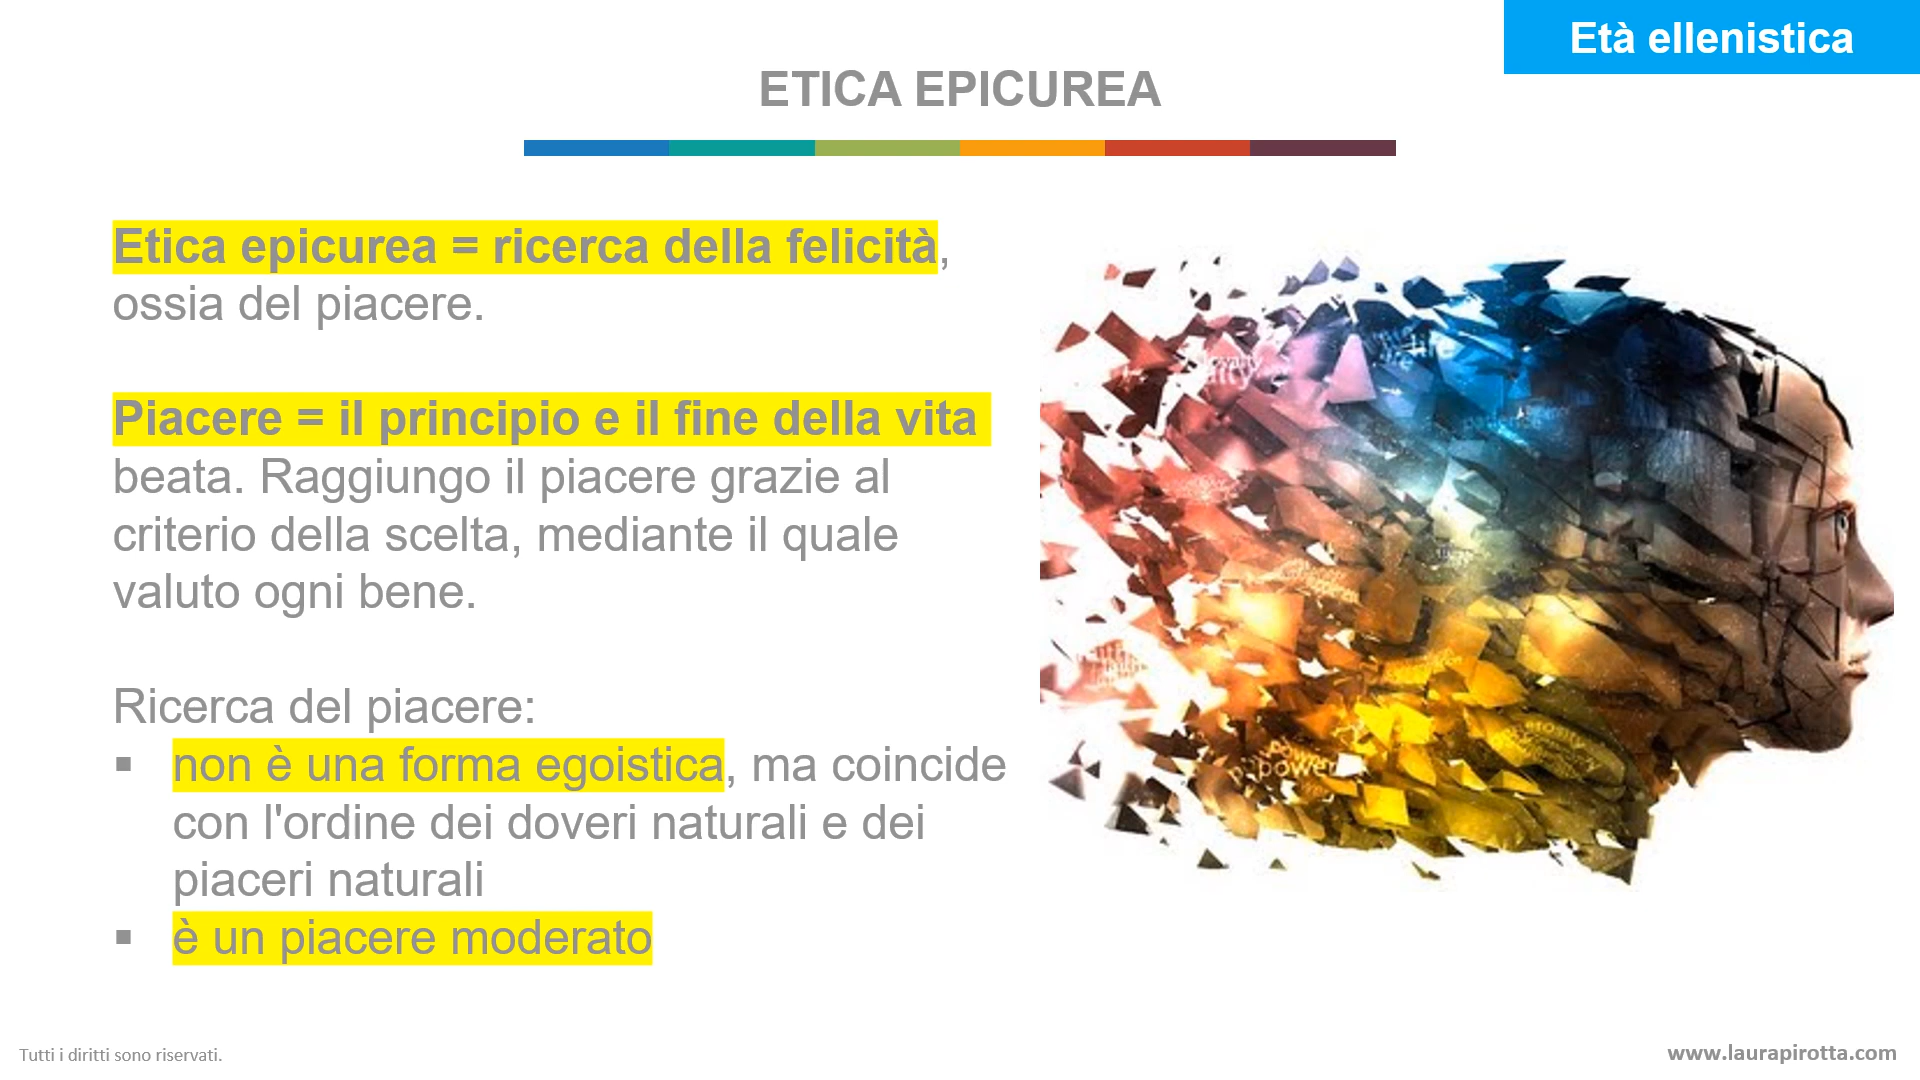 Età ellenistica
ETICA EPICUREA
Etica epicurea = ricerca della felicità,
ossia del piacere.
Piacere = il principio e il fine della vita
beata. Raggiungo il piacere grazie al
criterio della scelta, mediante il quale
valuto ogni bene.
Ricerca del piacere:
▪ non è una forma egoistica, ma coincide
con l'ordine dei doveri naturali e dei
piaceri naturali
▪ è un piacere moderato
life
power
Tutti i diritti sono riservati.
www.laurapirotta.com